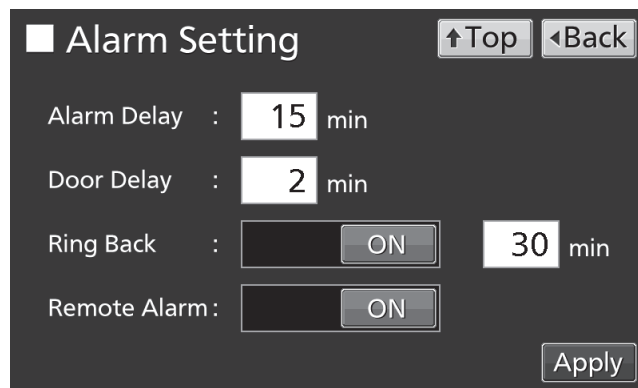 ■ Alarm Setting ↑Top ◂Back
Alarm Delay : 15 min
Door Delay : 2 min
Ring Back : ON 30 min
Remote Alarm: ON
Apply